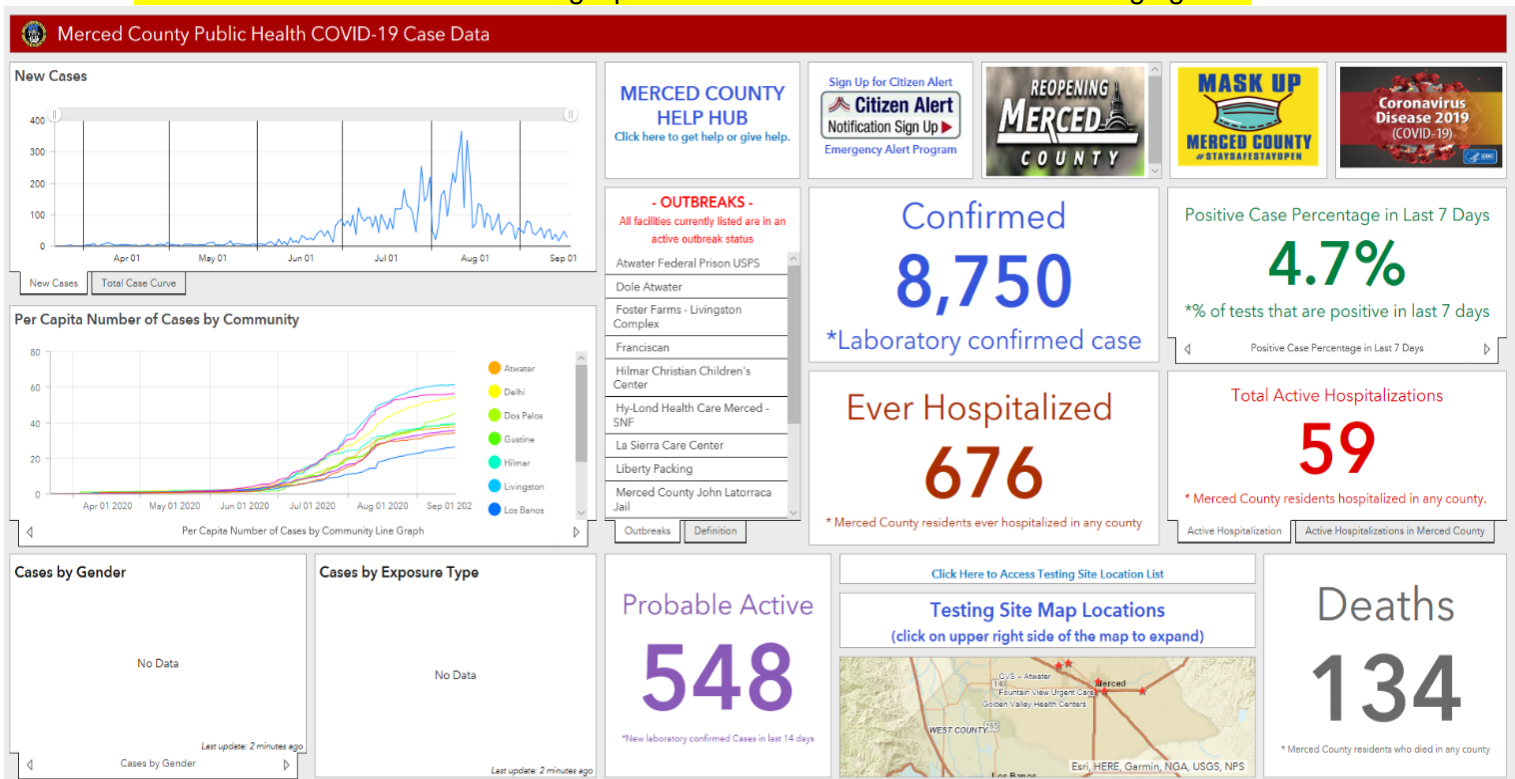 Merced County Public Health COVID-19 Case Data
New Cases
400
300
200
100
0
Apr 01
May 01
Jun 01
Jul 01
Aug 01
Sep 01
New Cases
Total Case Curve
Per Capita Number of Cases by Community
80
60
40
20
0
Apr 01 2020
May 01 2020
Jun 01 2020
Jul 01 2020
Aug 01 2020
Sep 01 202
Atwater
Delhi
Dos Palos
Gustine
Hilmar
Livingston
Los Banos
Per Capita Number of Cases by Community Line Graph
Cases by Gender
No Data
Last update: 2 minutes ago
Cases by Gender
Cases by Exposure Type
No Data
Last update: 2 minutes ago
MERCED COUNTY
HELP HUB
Click here to get help or give help.
Sign Up for Citizen Alert
Citizen Alert
Notification Sign Up
Emergency Alert Program
REOPENING
MERCED
COUNTY
MASK UP
MERCED COUNTY
#STAYSAFESTAYOPEN
Coronavirus
Disease 2019
(COVID-19)
CDC
- OUTBREAKS -
All facilities currently listed are in an
active outbreak status
Atwater Federal Prison USPS
Dole Atwater
Foster Farms - Livingston
Complex
Franciscan
Hilmar Christian Children's
Center
Hy-Lond Health Care Merced -
SNF
La Sierra Care Center
Liberty Packing
Merced County John Latorraca
Jail
Outbreaks
Definition
Confirmed
8,750
*Laboratory confirmed case
Positive Case Percentage in Last 7 Days
4.7%
*% of tests that are positive in last 7 days
Positive Case Percentage in Last 7 Days
Ever Hospitalized
676
* Merced County residents ever hospitalized in any county
Total Active Hospitalizations
59
* Merced County residents hospitalized in any county.
Active Hospitalization
Active Hospitalizations in Merced County
Probable Active
548
*New laboratory confirmed Cases in last 14 days
Click Here to Access Testing Site Location List
Testing Site Map Locations
(click on upper right side of the map to expand)
CVS - Atwater
140
Merced
Fountain View Urgent Care
Golden Valley Health Centers
WEST COUNTY
165
Los Banos
Esri, HERE, Garmin, NGA, USGS, NPS
Deaths
134
* Merced County residents who died in any county